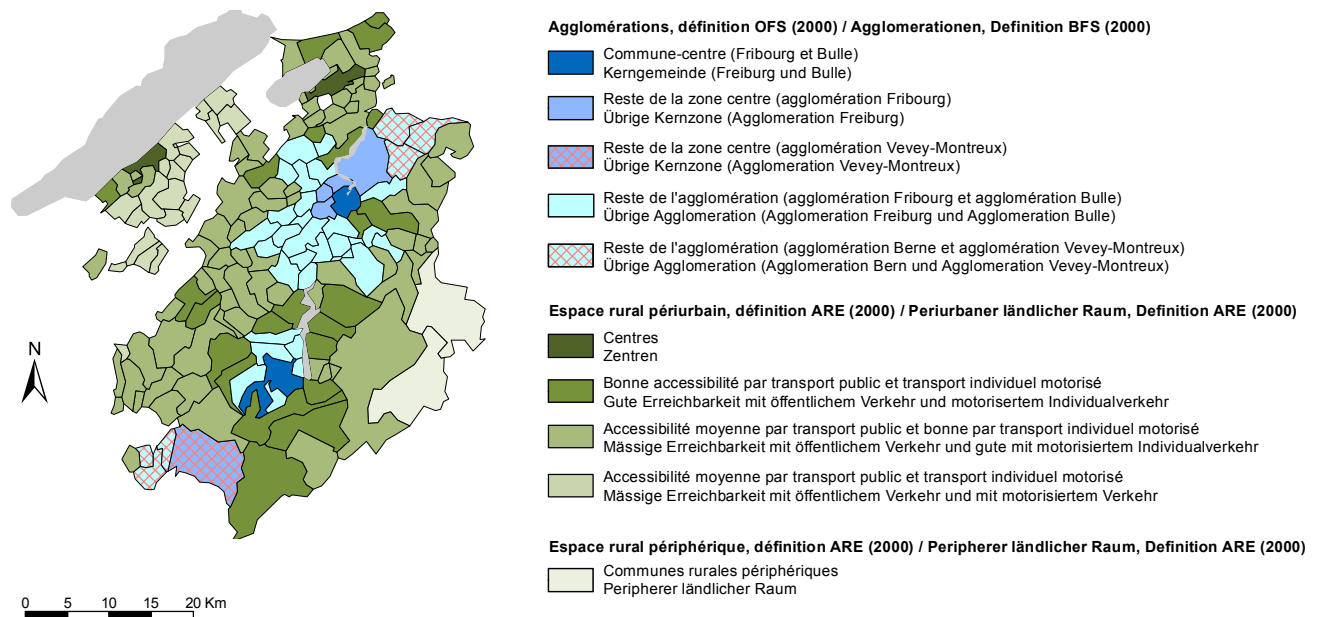 Agglomérations, définition OFS (2000) / Agglomerationen, Definition BFS (2000)
Commune-centre (Fribourg et Bulle)
Kerngemeinde (Freiburg und Bulle)
Reste de la zone centre (agglomération Fribourg)
Übrige Kernzone (Agglomeration Freiburg)
Reste de la zone centre (agglomération Vevey-Montreux)
Übrige Kernzone (Agglomeration Vevey-Montreux)
Reste de l'agglomération (agglomération Fribourg et agglomération Bulle)
Übrige Agglomeration (Agglomeration Freiburg und Agglomeration Bulle)
Reste de l'agglomération (agglomération Berne et agglomération Vevey-Montreux)
Übrige Agglomeration (Agglomeration Bern und Agglomeration Vevey-Montreux)
Espace rural périurbain, définition ARE (2000) / Periurbaner ländlicher Raum, Definition ARE (2000)
Centres
Zentren
Bonne accessibilité par transport public et transport individuel motorisé
Gute Erreichbarkeit mit öffentlichem Verkehr und motorisertem Individualverkehr
Accessibilité moyenne par transport public et bonne par transport individuel motorisé
Mässige Erreichbarkeit mit öffentlichem Verkehr und gute mit motorisiertem Individualverkehr
Accessibilité moyenne par transport public et transport individuel motorisé
Mässige Erreichbarkeit mit öffentlichem Verkehr und mit motorisiertem Verkehr
Espace rural périphérique, définition ARE (2000) / Peripherer ländlicher Raum, Definition ARE (2000)
Communes rurales périphériques
Peripherer ländlicher Raum
N
0 5 10 15 20 Km